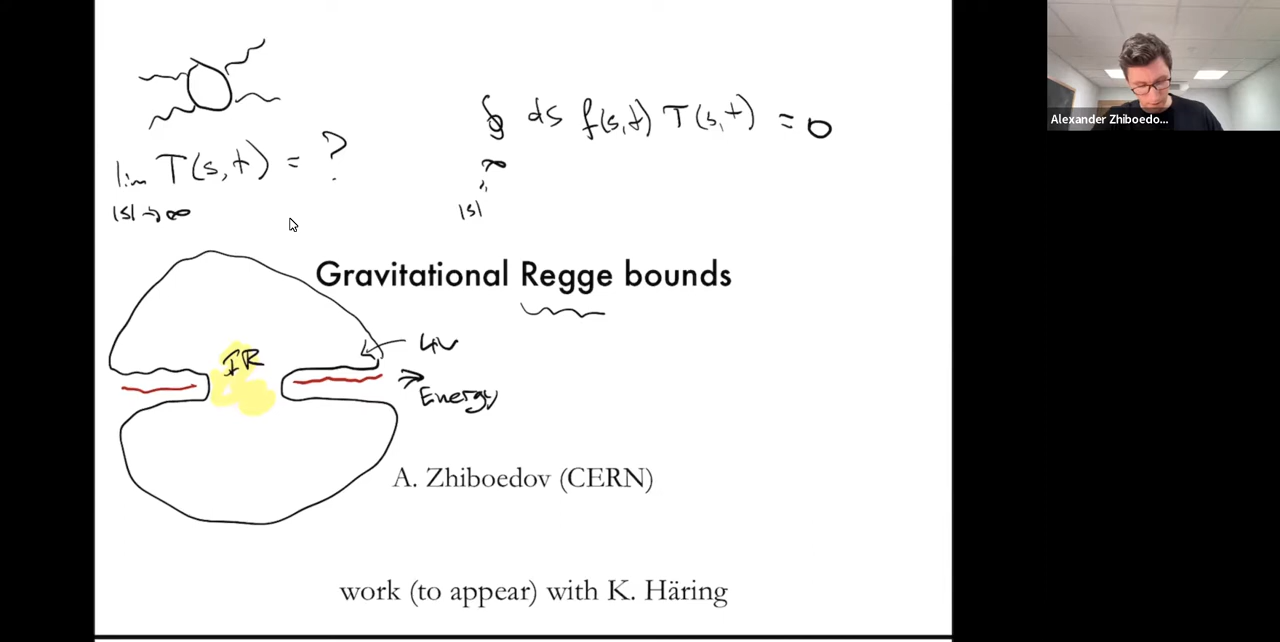 lim T(s,t) = ?
|s|→∞
∮ ds f(s,t) T(s,t) = 0
∞
|s|
Gravitational Regge bounds
IR
UV
Energy
A. Zhiboedov (CERN)
work (to appear) with K. Häring
Alexander Zhiboedo...